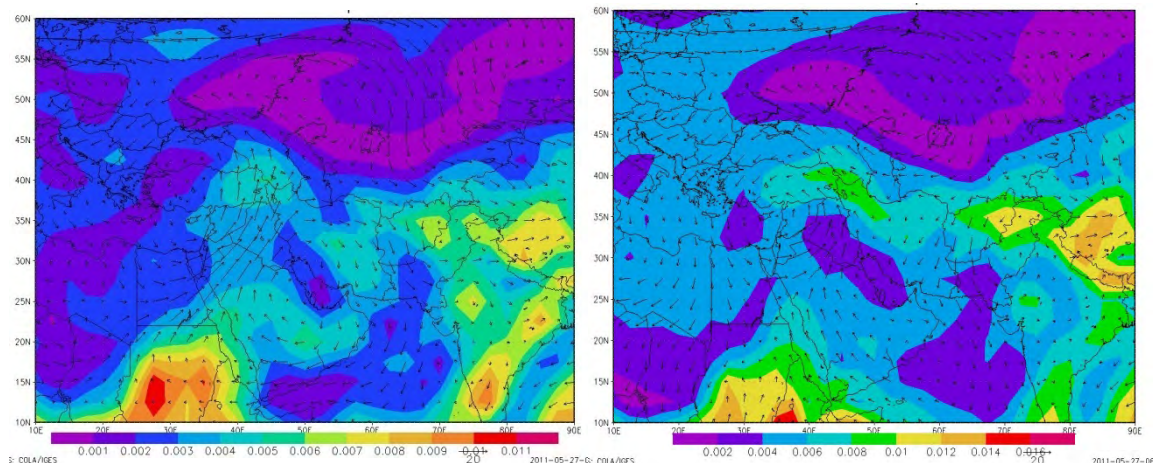 60N 60N
55N 55N
50N 50N
45N 45N
40N 40N
35N 35N
30N 30N
25N 25N
20N 20N
15N 15N
10N 10N
10E 20E 30E 40E 50E 60E 70E 80E 90E 10E 20E 30E 40E 50E 60E 70E 80E 90E
0.001 0.002 0.003 0.004 0.005 0.006 0.007 0.008 0.009 0.01 0.011 0.002 0.004 0.006 0.008 0.01 0.012 0.014 0.016
20 20
S: COLA/IGES 2011-05-27-0 S: COLA/IGES 2011-05-27-06